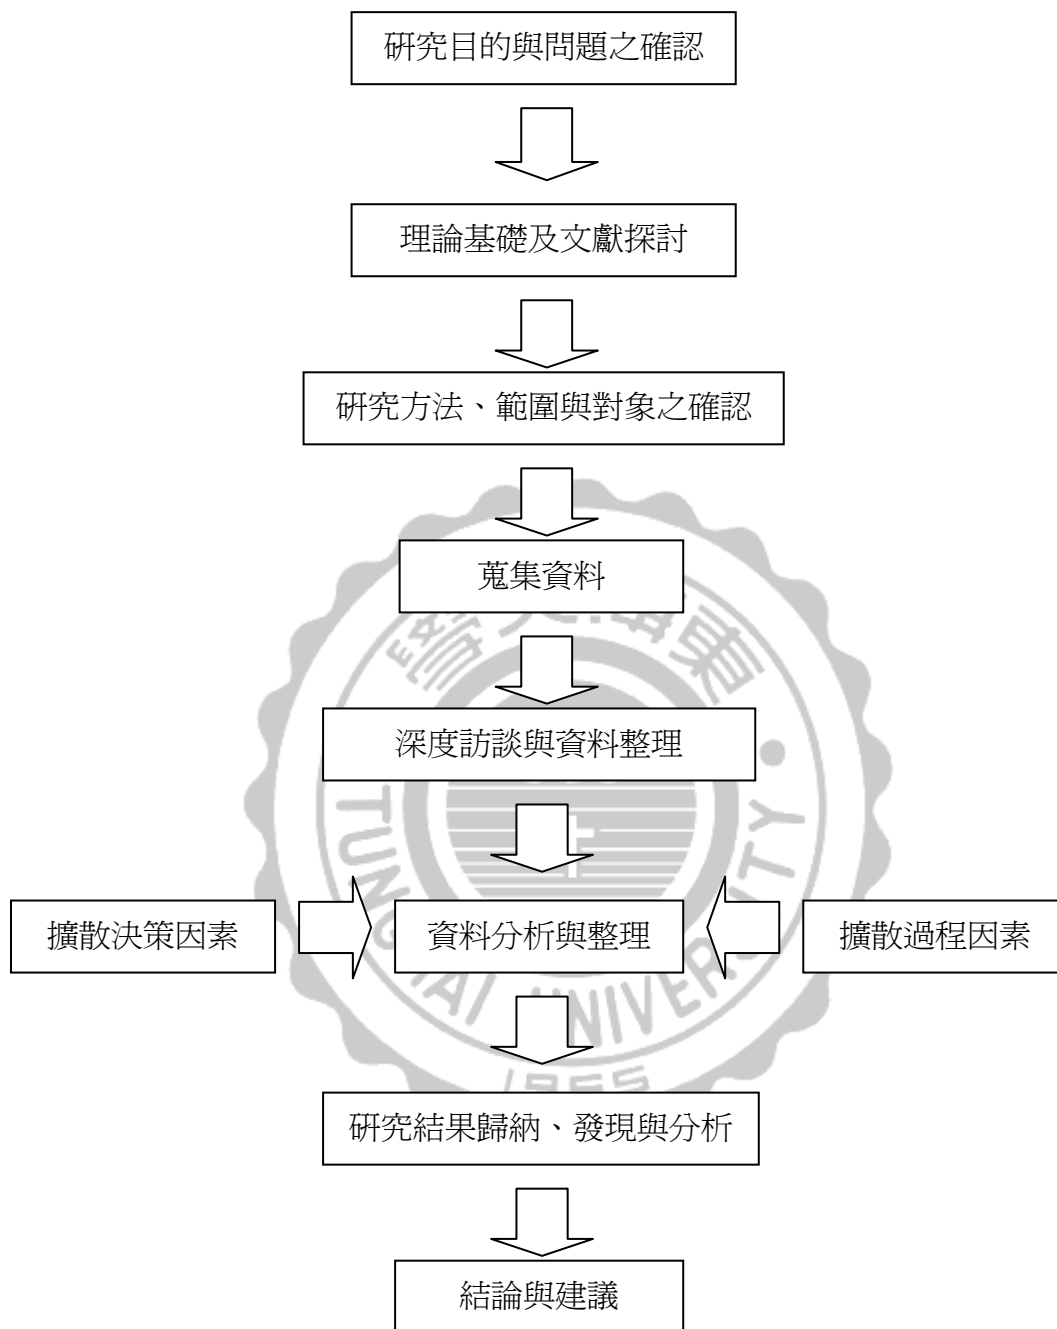 研究目的與問題之確認
理論基礎及文獻探討
研究方法、範圍與對象之確認
蒐集資料
深度訪談與資料整理
擴散決策因素
資料分析與整理
擴散過程因素
研究結果歸納、發現與分析
結論與建議
UNIVERSITY